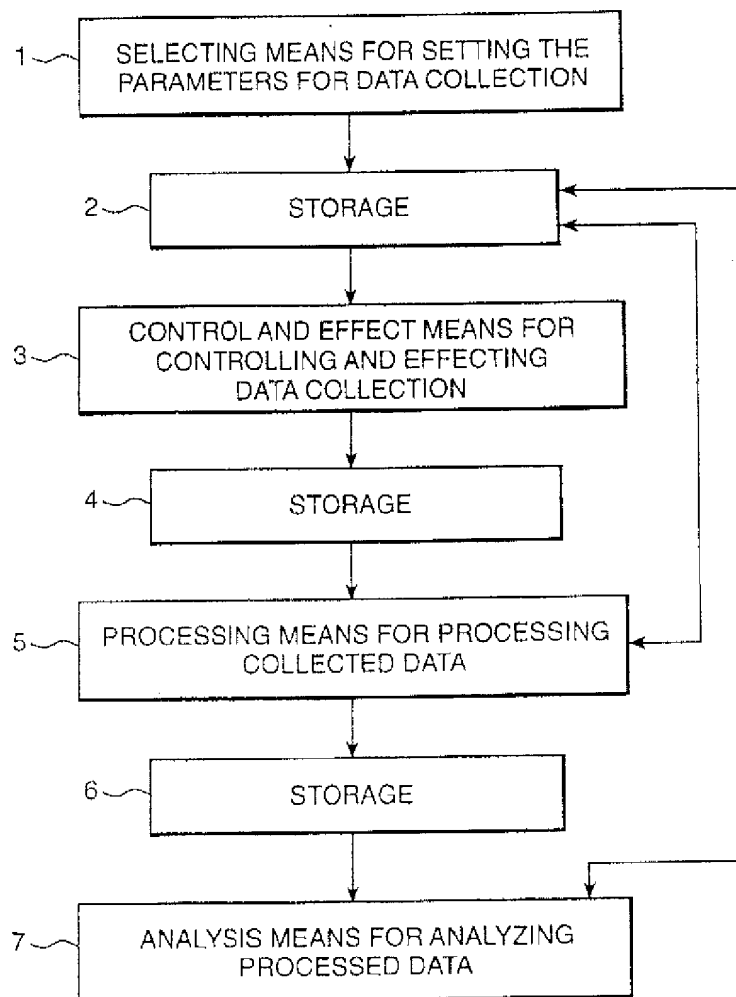 1
SELECTING MEANS FOR SETTING THE
PARAMETERS FOR DATA COLLECTION
2
STORAGE
3
CONTROL AND EFFECT MEANS FOR
CONTROLLING AND EFFECTING
DATA COLLECTION
4
STORAGE
5
PROCESSING MEANS FOR PROCESSING
COLLECTED DATA
6
STORAGE
7
ANALYSIS MEANS FOR ANALYZING
PROCESSED DATA